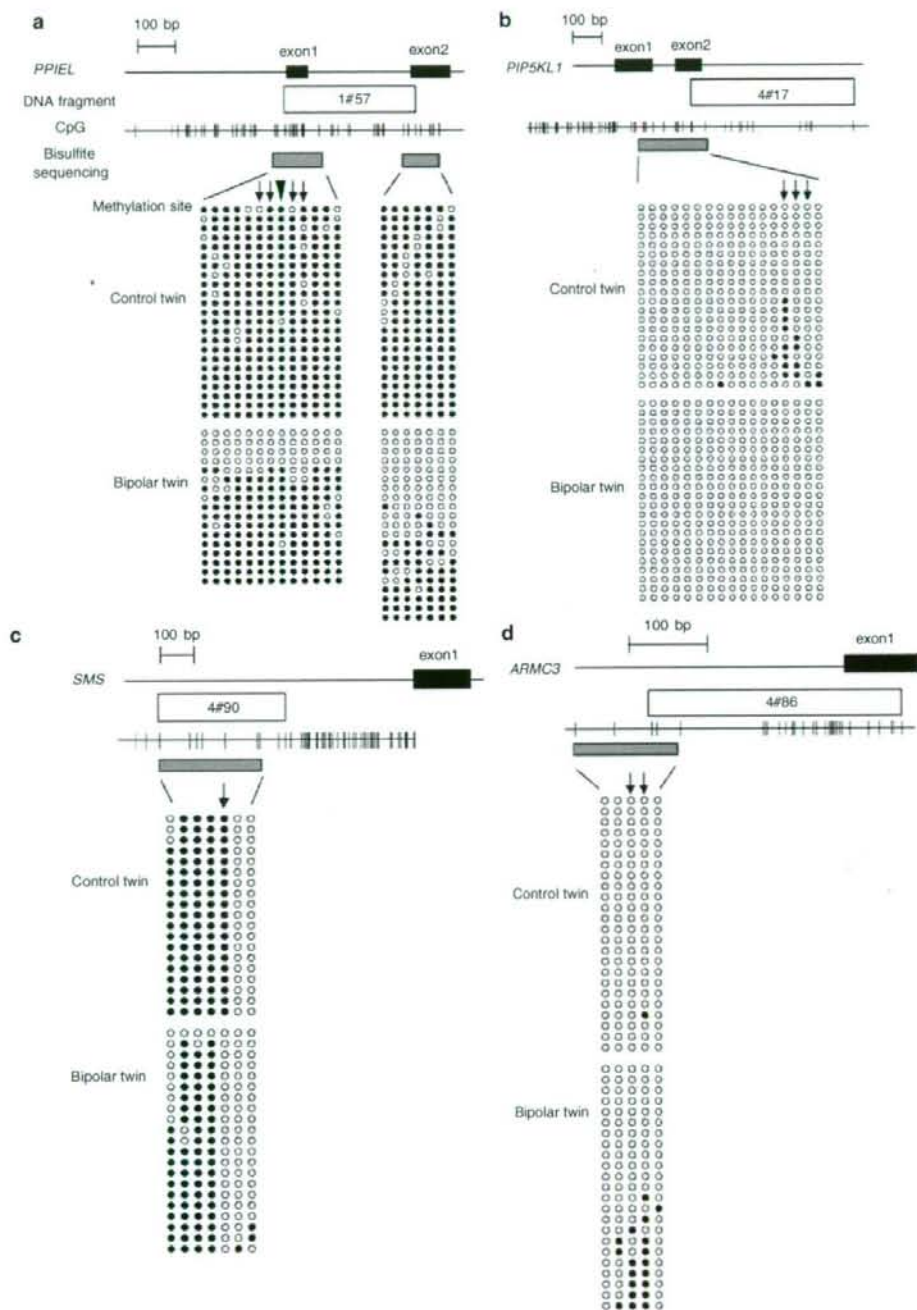 a
100 bp
exon1
exon2
PPIEL
DNA fragment
1#57
CpG
Bisulfite
sequencing
Methylation site
Control twin
Bipolar twin
b
100 bp
exon1
exon2
PIP5KL1
4#17
Control twin
Bipolar twin
c
100 bp
exon1
SMS
4#90
Control twin
Bipolar twin
d
100 bp
exon1
ARMC3
4#86
Control twin
Bipolar twin